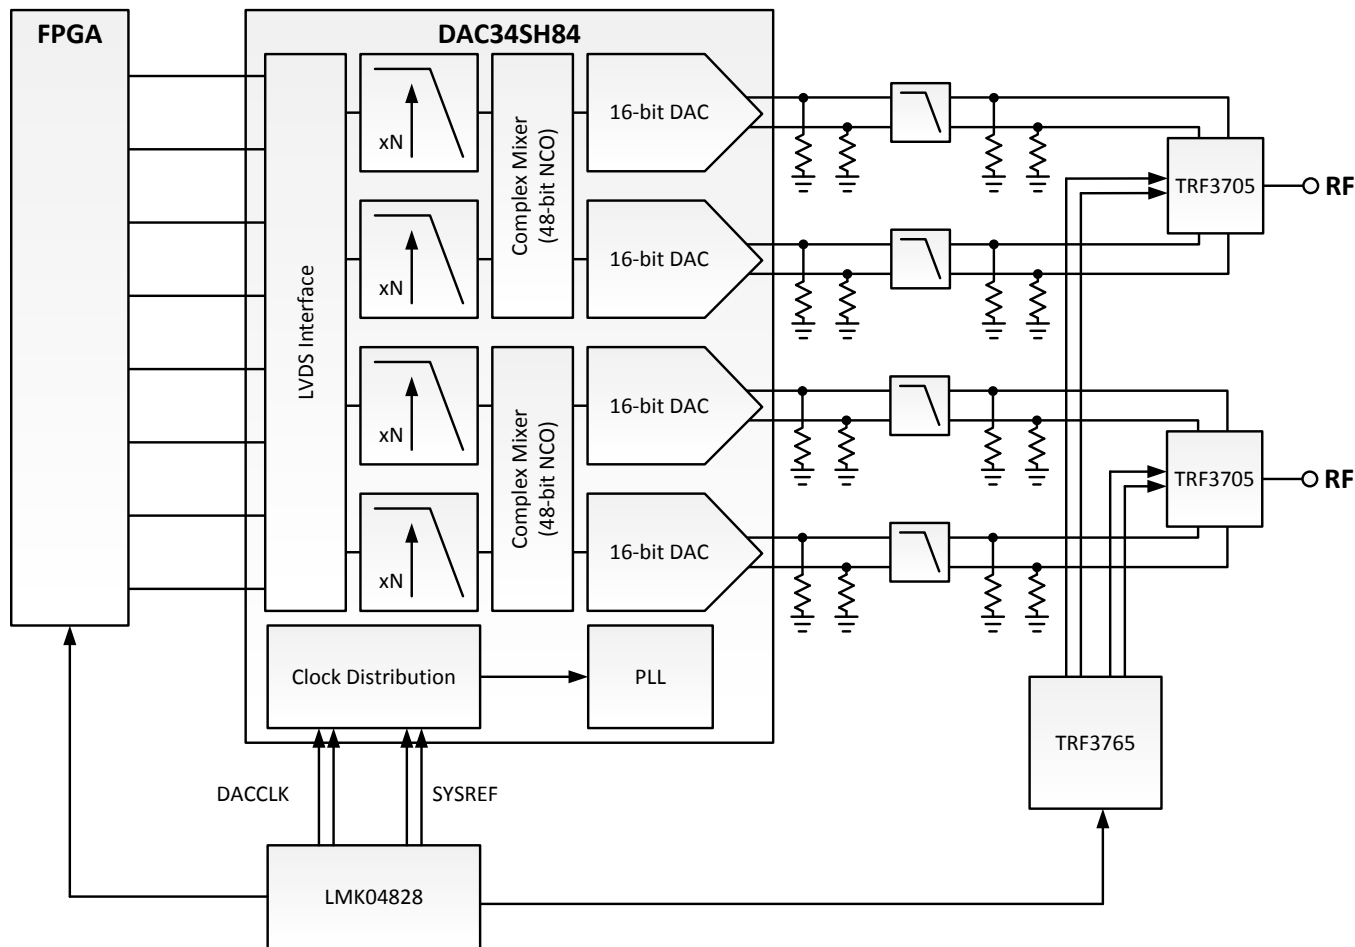 FPGA
DAC34SH84
LVDS Interface
xN
xN
xN
xN
Complex Mixer
(48-bit NCO)
Complex Mixer
(48-bit NCO)
16-bit DAC
16-bit DAC
16-bit DAC
16-bit DAC
TRF3705
RF
TRF3705
RF
Clock Distribution
PLL
TRF3765
DACCLK
SYSREF
LMK04828